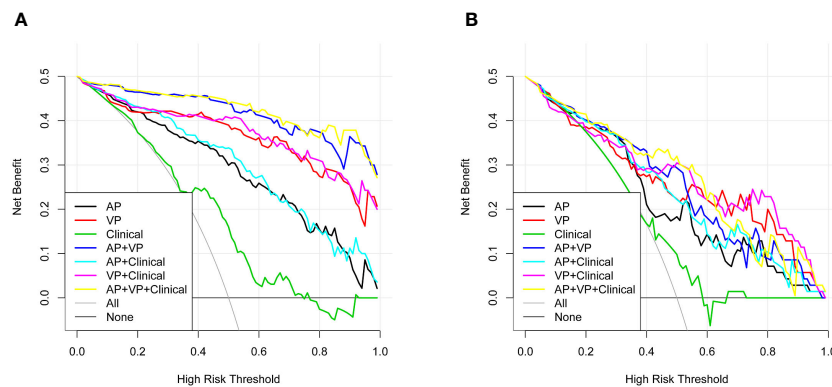 A
B
Net Benefit
0.5
0.4
0.3
0.2
0.1
0.0
AP
VP
Clinical
AP+VP
AP+Clinical
VP+Clinical
AP+VP+Clinical
All
None
0.0 0.2 0.4 0.6 0.8 1.0
High Risk Threshold
Net Benefit
0.5
0.4
0.3
0.2
0.1
0.0
AP
VP
Clinical
AP+VP
AP+Clinical
VP+Clinical
AP+VP+Clinical
All
None
0.0 0.2 0.4 0.6 0.8 1.0
High Risk Threshold